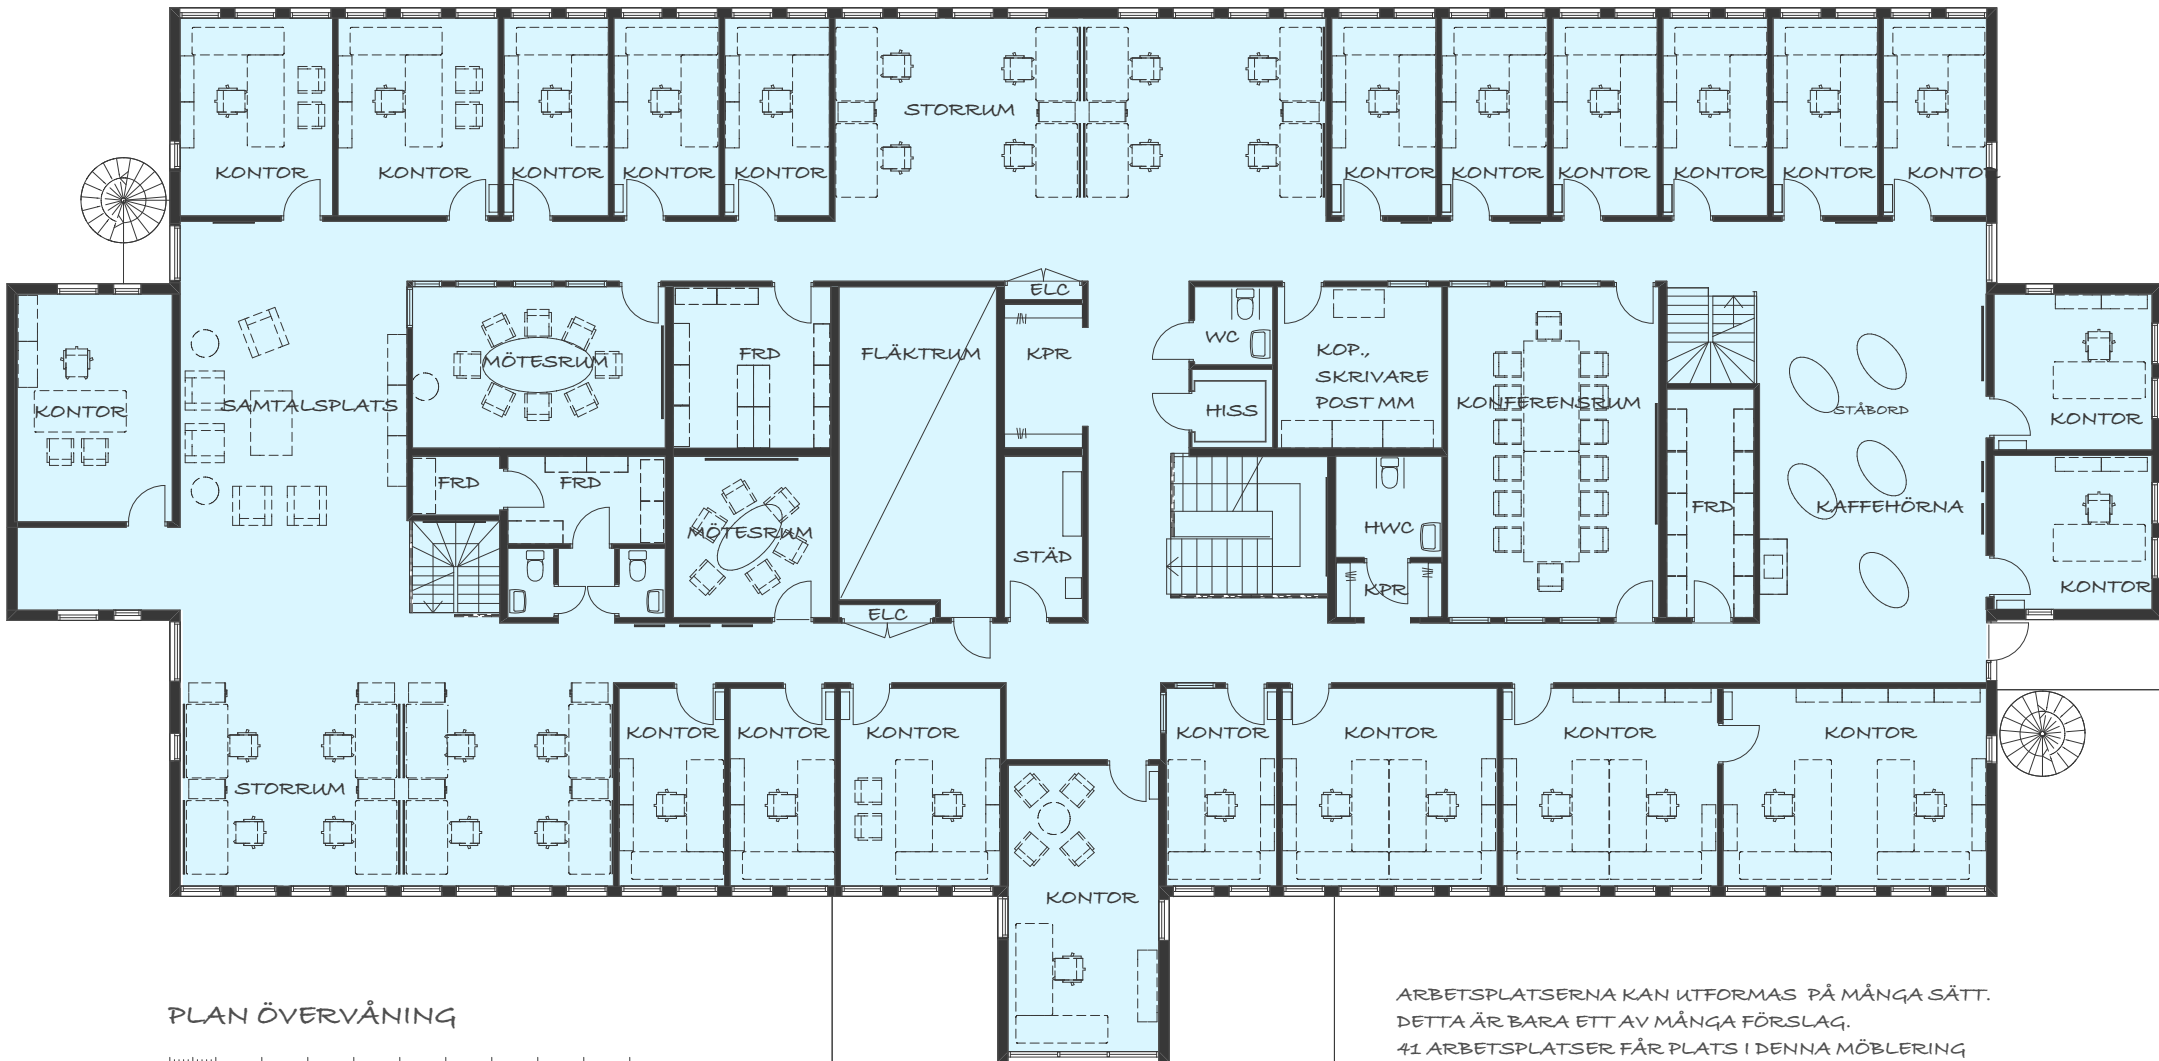 KONTOR
KONTOR
KONTOR
KONTOR
KONTOR
STORRUM
KONTOR
KONTOR
KONTOR
KONTOR
KONTOR
KONTOR
ELC
WC
KONTOR
SAMTALSPLATS
MÖTESRUM
FRD
FLÄKTRUM
KPR
HISS
KOP.,
SKRIVARE
POST MM
KONFERENSRUM
STÅBORD
KONTOR
FRD
FRD
MÖTESRUM
STÄD
HWC
FRD
KAFFEHÖRNA
KPR
KONTOR
ELC
STORRUM
KONTOR
KONTOR
KONTOR
KONTOR
KONTOR
KONTOR
KONTOR
KONTOR
PLAN ÖVERVÅNING
ARBETSPLATSERNA KAN UTFORMAS PÅ MÅNGA SÄTT.
DETTA ÄR BARA ETT AV MÅNGA FÖRSLAG.
41 ARBETSPLATSER FÅR PLATS I DENNA MÖBLERING